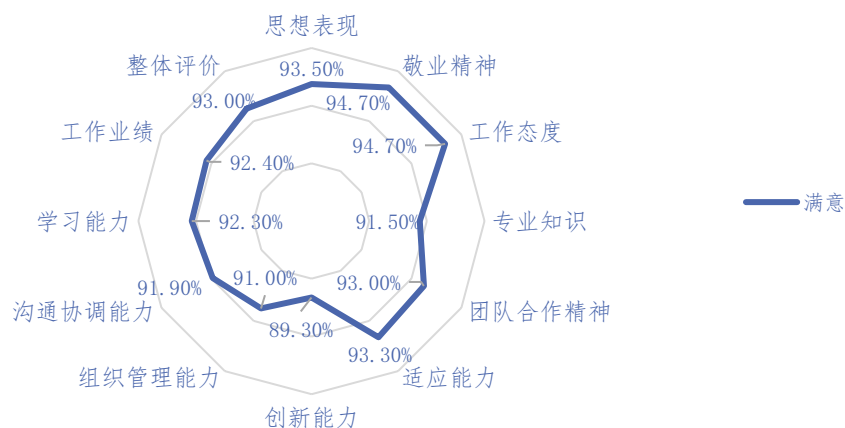 思想表现
93.50%
敬业精神
94.70%
工作态度
94.70%
专业知识
91.50%
团队合作精神
93.00%
适应能力
93.30%
创新能力
89.30%
组织管理能力
91.00%
沟通协调能力
91.90%
学习能力
92.30%
工作业绩
92.40%
整体评价
93.00%
满意